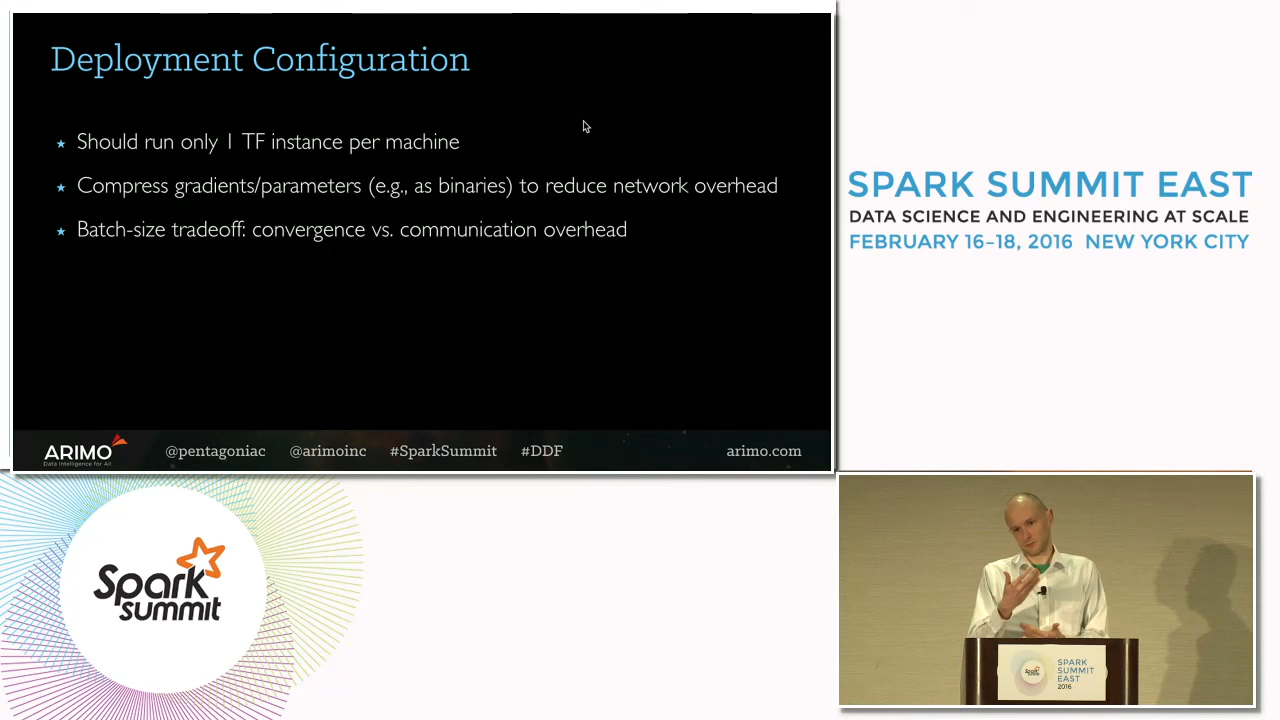 Deployment Configuration
Should run only 1 TF instance per machine
Compress gradients/parameters (e.g., as binaries) to reduce network overhead
Batch-size tradeoff: convergence vs. communication overhead
ARIMO
Data Intelligence for All
@pentagoniac @arimoinc #SparkSummit #DDF arimo.com
SPARK SUMMIT EAST
DATA SCIENCE AND ENGINEERING AT SCALE
FEBRUARY 16–18, 2016 NEW YORK CITY
Spark
summit
SPARK
SUMMIT
EAST
2016